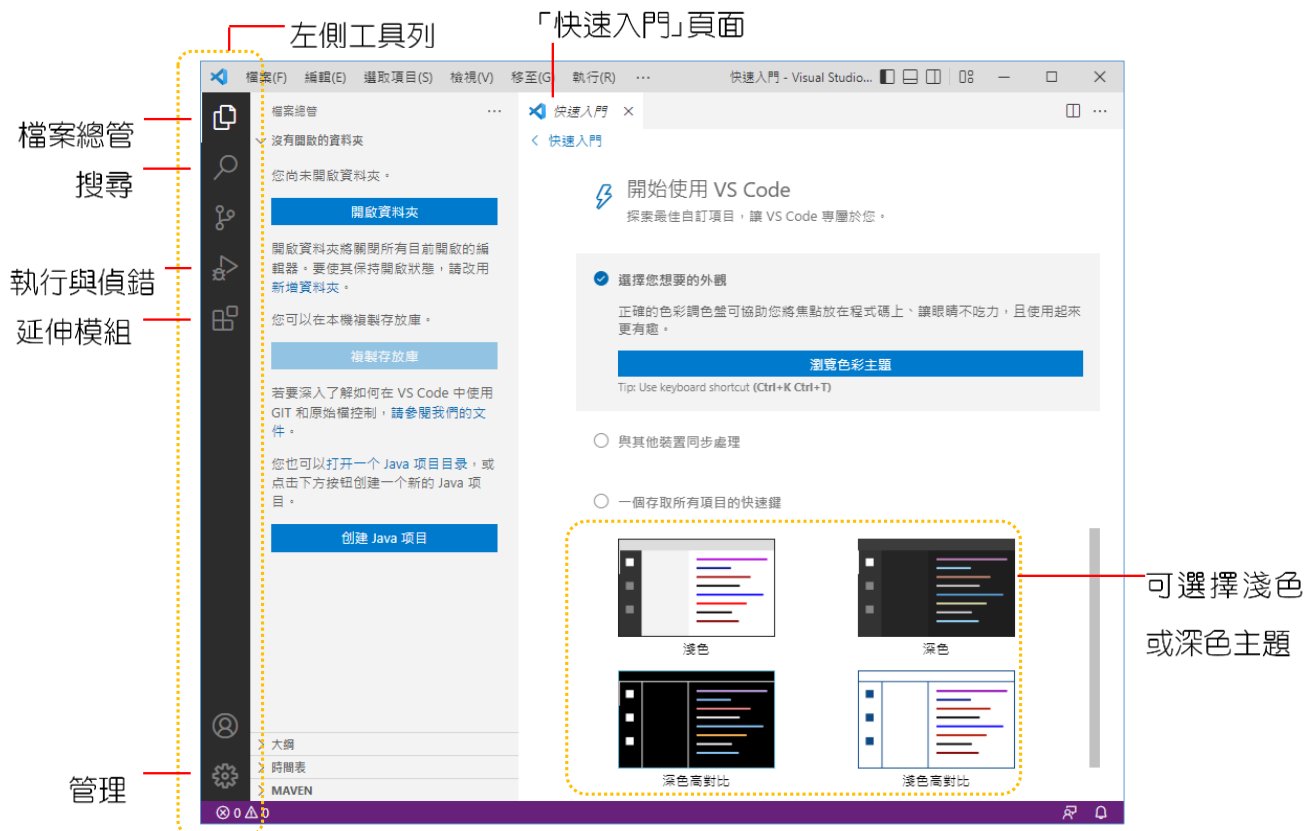 左側工具列
「快速入門」頁面
檔案(F) 編輯(E) 選取項目(S) 檢視(V) 移至(G) 執行(R) ··· 快速入門 - Visual Studio...
檔案總管 ···
快速入門 ×
檔案總管
沒有開啟的資料夾
< 快速入門
搜尋
您尚未開啟資料夾。
開始使用 VS Code
開啟資料夾
探索最佳自訂項目，讓 VS Code 專屬於您。
開啟資料夾將關閉所有目前開啟的編
輯器。要使其保持開啟狀態，請改用
新增資料夾。
執行與偵錯
選擇您想要的外觀
正確的色彩調色盤可協助您將焦點放在程式碼上、讓眼睛不吃力，且使用起來
更有趣。
延伸模組
您可以在本機複製存放庫。
複製存放庫
瀏覽色彩主題
Tip: Use keyboard shortcut (Ctrl+K Ctrl+T)
若要深入了解如何在 VS Code 中使用
GIT 和原始檔控制，請參閱我們的文
件。
與其他裝置同步處理
您也可以打开一个 Java 项目目录，或
点击下方按钮创建一个新的 Java 项
目。
一個存取所有項目的快速鍵
创建 Java 项目
可選擇淺色
或深色主題
淺色
深色
深色高對比
淺色高對比
大綱
時間表
MAVEN
管理
0 0